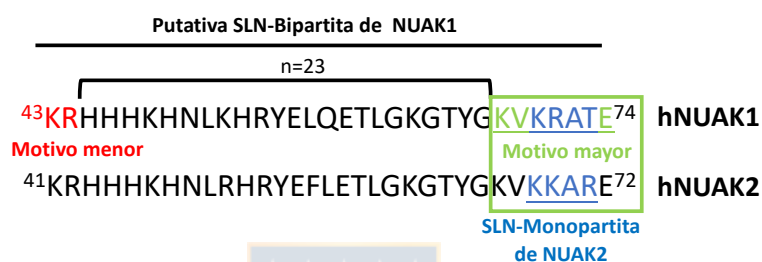 Putativa SLN-Bipartita de NUAK1
n=23
43KRHHHKHNLKHRYELQETLGKGTYGKVKRATE74 hNUAK1
Motivo menor Motivo mayor
41KRHHHKHNLRHRYEFLETLGKGTYGKVKKARE72 hNUAK2
SLN-Monopartita
de NUAK2